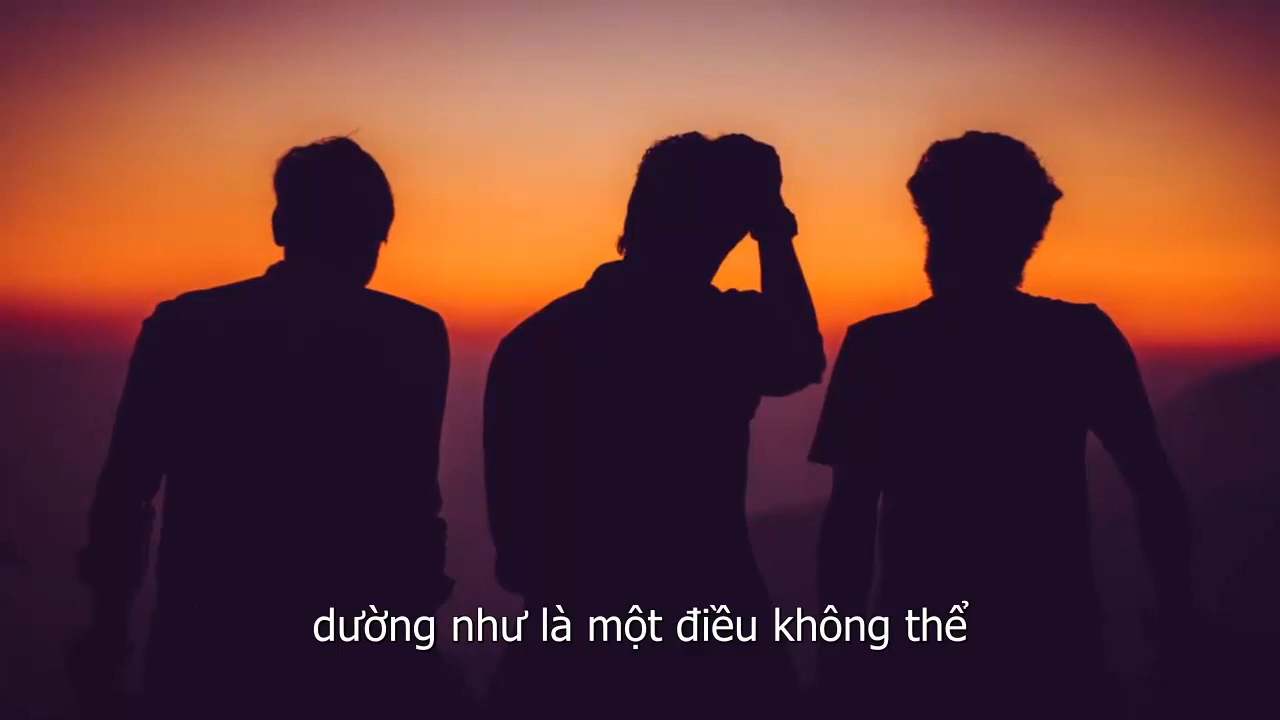 dường như là một điều không thể